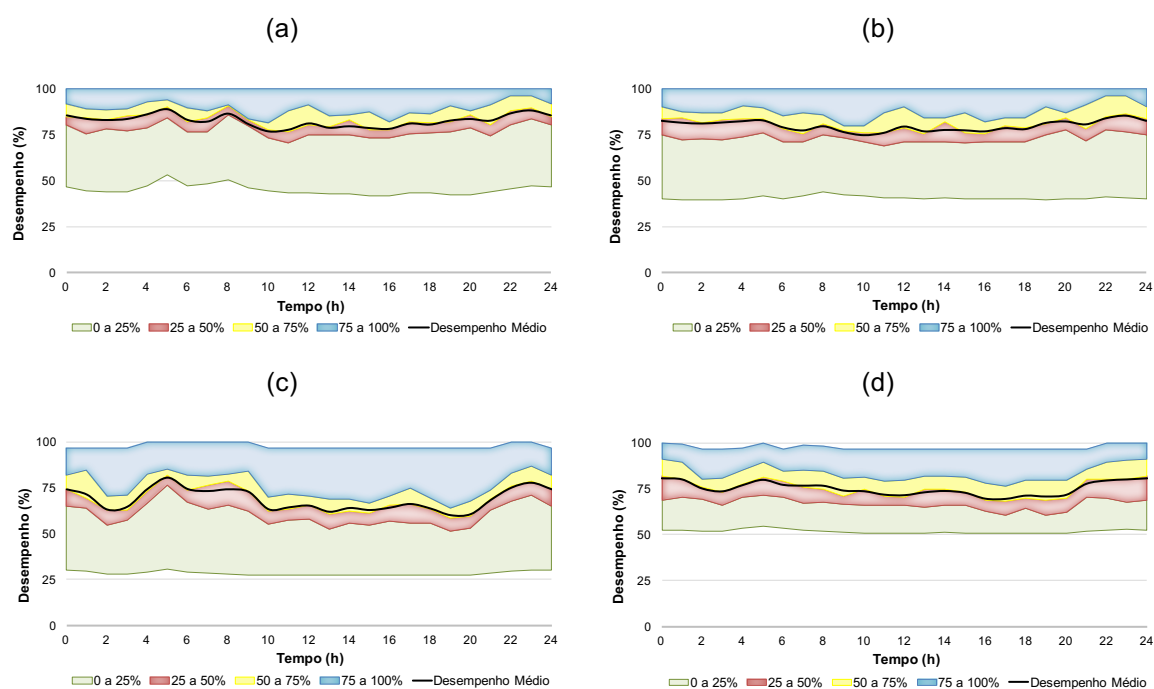 (a)
(b)
Desempenho (%)
100
75
50
25
0
0 2 4 6 8 10 12 14 16 18 20 22 24
Tempo (h)
0 a 25% 25 a 50% 50 a 75% 75 a 100% Desempenho Médio
Desempenho (%)
100
75
50
25
0
0 2 4 6 8 10 12 14 16 18 20 22 24
Tempo (h)
0 a 25% 25 a 50% 50 a 75% 75 a 100% Desempenho Médio
(c)
(d)
Desempenho (%)
100
75
50
25
0
0 2 4 6 8 10 12 14 16 18 20 22 24
Tempo (h)
0 a 25% 25 a 50% 50 a 75% 75 a 100% Desempenho Médio
Desempenho (%)
100
75
50
25
0
0 2 4 6 8 10 12 14 16 18 20 22 24
Tempo (h)
0 a 25% 25 a 50% 50 a 75% 75 a 100% Desempenho Médio